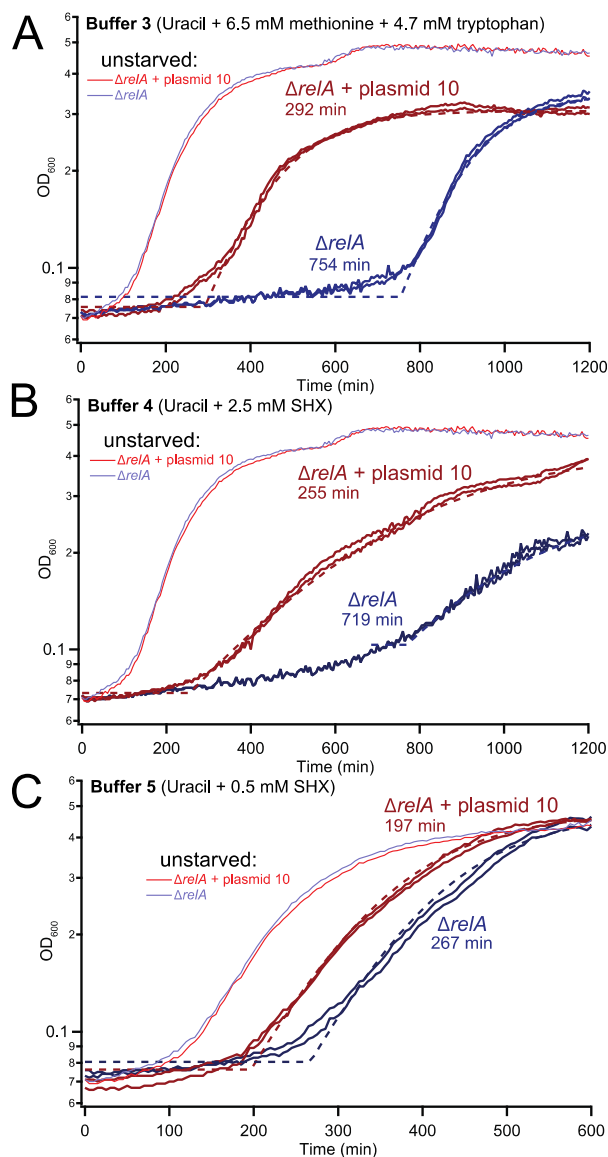 A
Buffer 3 (Uracil + 6.5 mM methionine + 4.7 mM tryptophan)
6
5
4
3
2
0.1
9
8
7
6
OD600
unstarved:
ΔrelA + plasmid 10
ΔrelA
ΔrelA + plasmid 10
292 min
ΔrelA
754 min
0 200 400 600 800 1000 1200
Time (min)
B
Buffer 4 (Uracil + 2.5 mM SHX)
6
5
4
3
2
0.1
9
8
7
6
OD600
unstarved:
ΔrelA + plasmid 10
ΔrelA
ΔrelA + plasmid 10
255 min
ΔrelA
719 min
0 200 400 600 800 1000 1200
Time (min)
C
Buffer 5 (Uracil + 0.5 mM SHX)
6
5
4
3
2
0.1
9
8
7
6
OD600
unstarved:
ΔrelA + plasmid 10
ΔrelA
ΔrelA + plasmid 10
197 min
ΔrelA
267 min
0 100 200 300 400 500 600
Time (min)